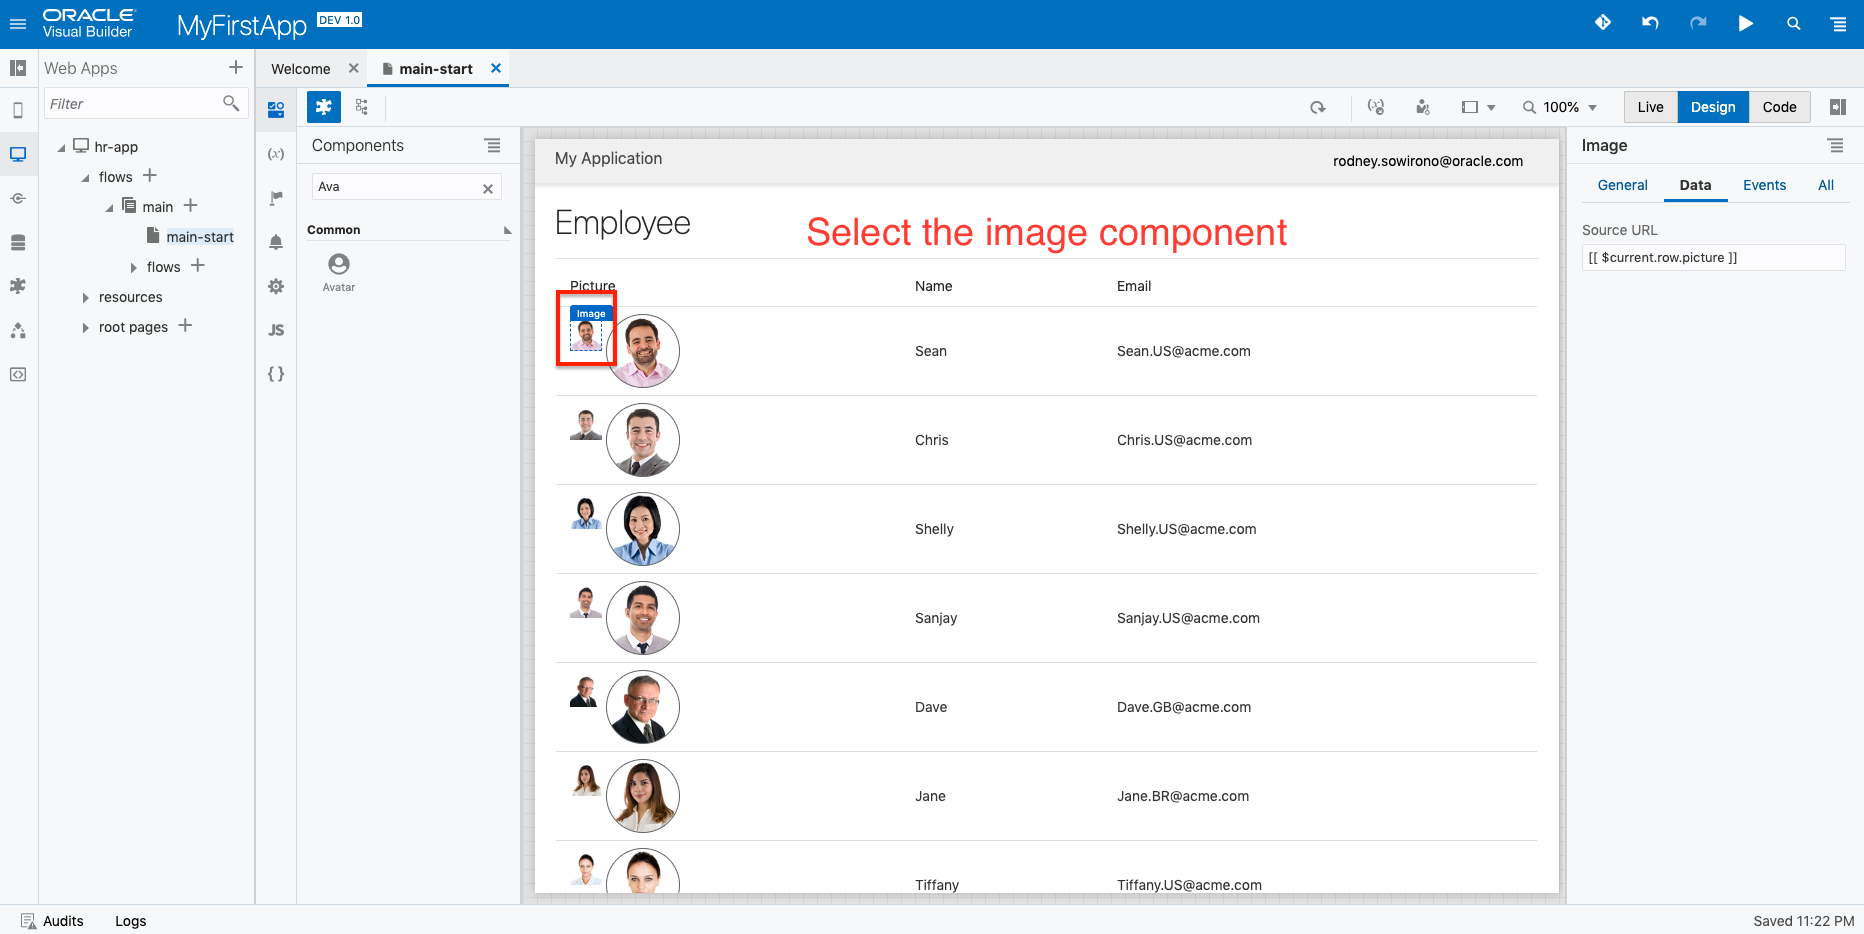 ORACLE
Visual Builder
MyFirstApp DEV 1.0
Web Apps
Filter
hr-app
flows
main
main-start
flows
resources
root pages
Welcome
main-start
(x)
JS
{ }
100%
Live
Design
Code
Components
Ava
Common
Avatar
My Application
rodney.sowirono@oracle.com
Employee
Select the image component
Picture Name Email
Image
Sean Sean.US@acme.com
Chris Chris.US@acme.com
Shelly Shelly.US@acme.com
Sanjay Sanjay.US@acme.com
Dave Dave.GB@acme.com
Jane Jane.BR@acme.com
Tiffany Tiffany.US@acme.com
Image
General Data Events All
Source URL
[[ $current.row.picture ]]
Audits Logs
Saved 11:22 PM